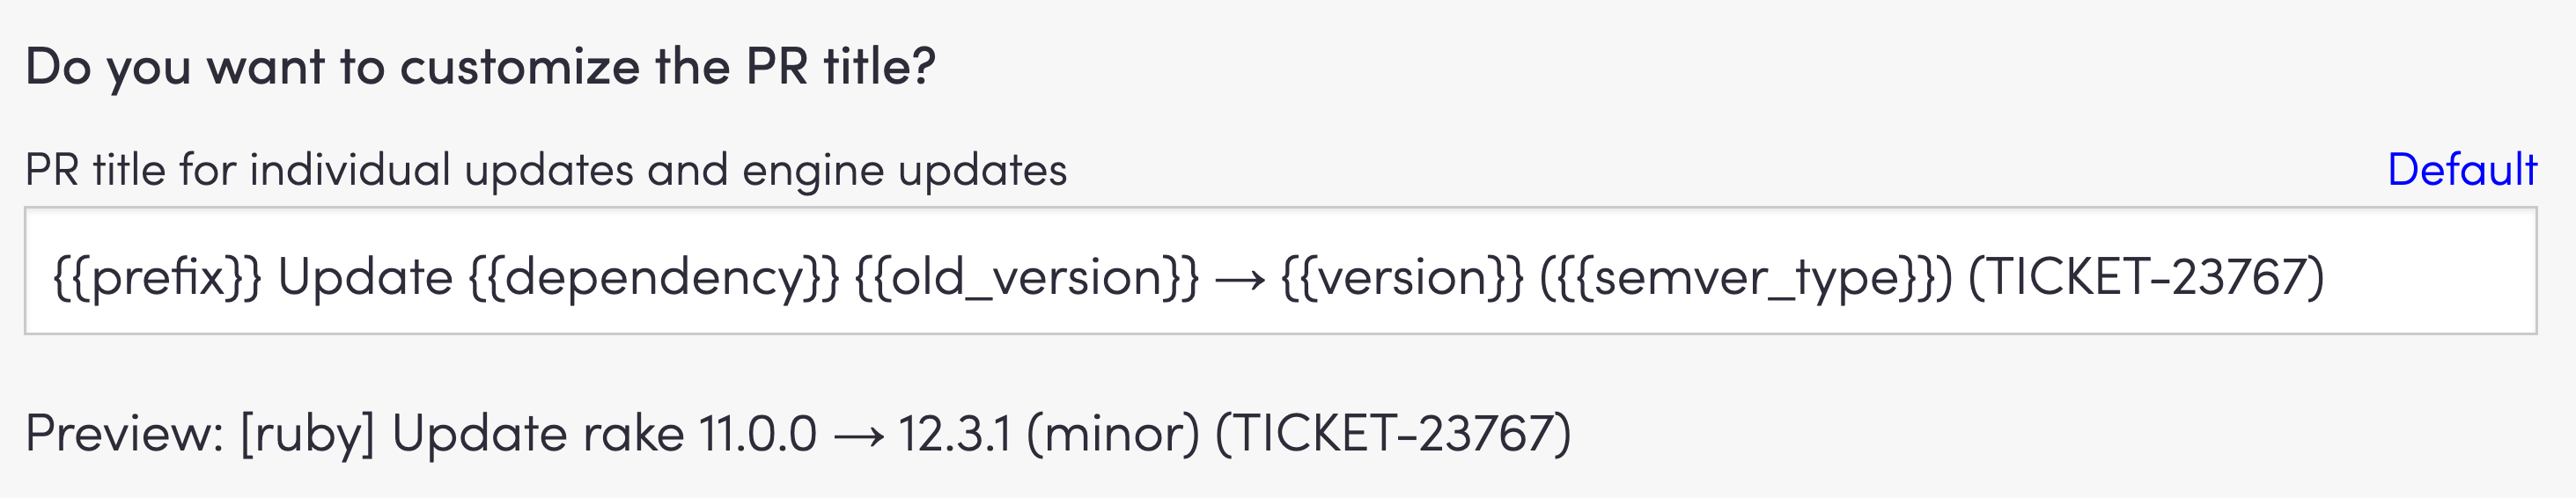 Do you want to customize the PR title?
PR title for individual updates and engine updates Default
{{prefix}} Update {{dependency}} {{old_version}} → {{version}} ({{semver_type}}) (TICKET-23767)
Preview: [ruby] Update rake 11.0.0 → 12.3.1 (minor) (TICKET-23767)